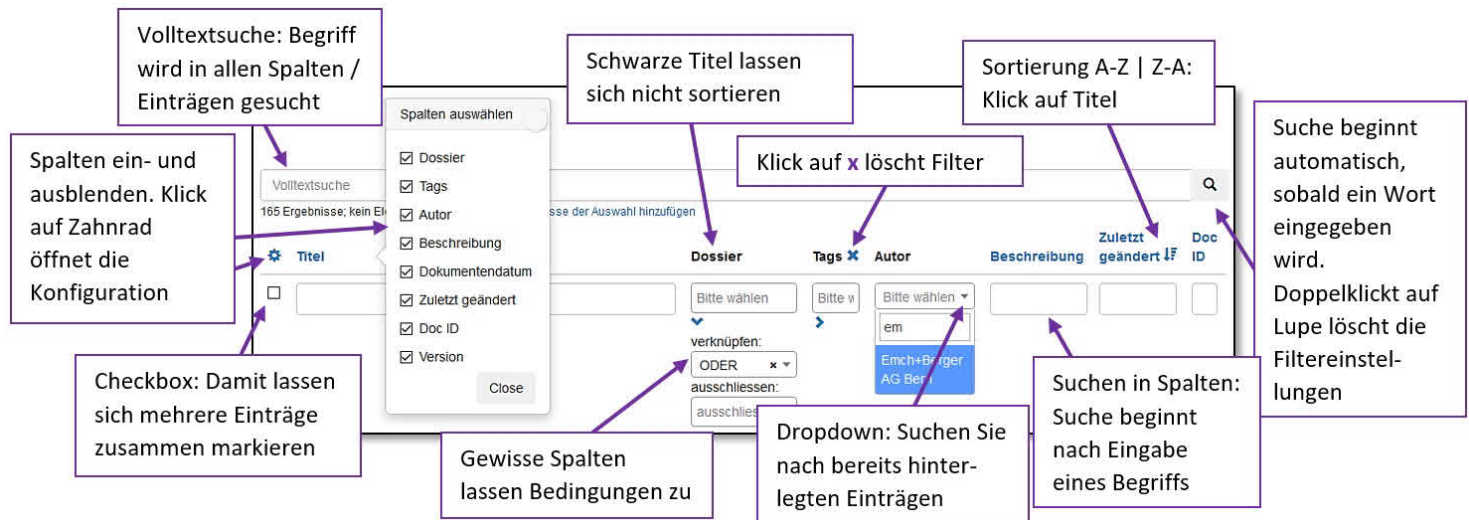 Volltextsuche: Begriff
wird in allen Spalten /
Einträgen gesucht
Schwarze Titel lassen
sich nicht sortieren
Sortierung A-Z | Z-A:
Klick auf Titel
Suche beginnt
automatisch,
sobald ein Wort
eingegeben
wird.
Doppelklickt auf
Lupe löscht die
Filtereinstel-
lungen
Spalten ein- und
ausblenden. Klick
auf Zahnrad
öffnet die
Konfiguration
Klick auf x löscht Filter
Spalten auswählen
Dossier
Tags
Autor
Beschreibung
Dokumentendatum
Zuletzt geändert
Doc ID
Version
Close
Volltextsuche
165 Ergebnisse; kein
der Auswahl hinzufügen
Titel
Dossier
Tags x
Autor
Beschreibung
Zuletzt
geändert
Doc
ID
Bitte wählen
Bitte
Bitte wählen
em
Emch+Berger
AG Bern
verknüpfen:
ODER ×
ausschliessen:
Checkbox: Damit lassen
sich mehrere Einträge
zusammen markieren
Gewisse Spalten
lassen Bedingungen zu
Dropdown: Suchen Sie
nach bereits hinter-
legten Einträgen
Suchen in Spalten:
Suche beginnt
nach Eingabe
eines Begriffs